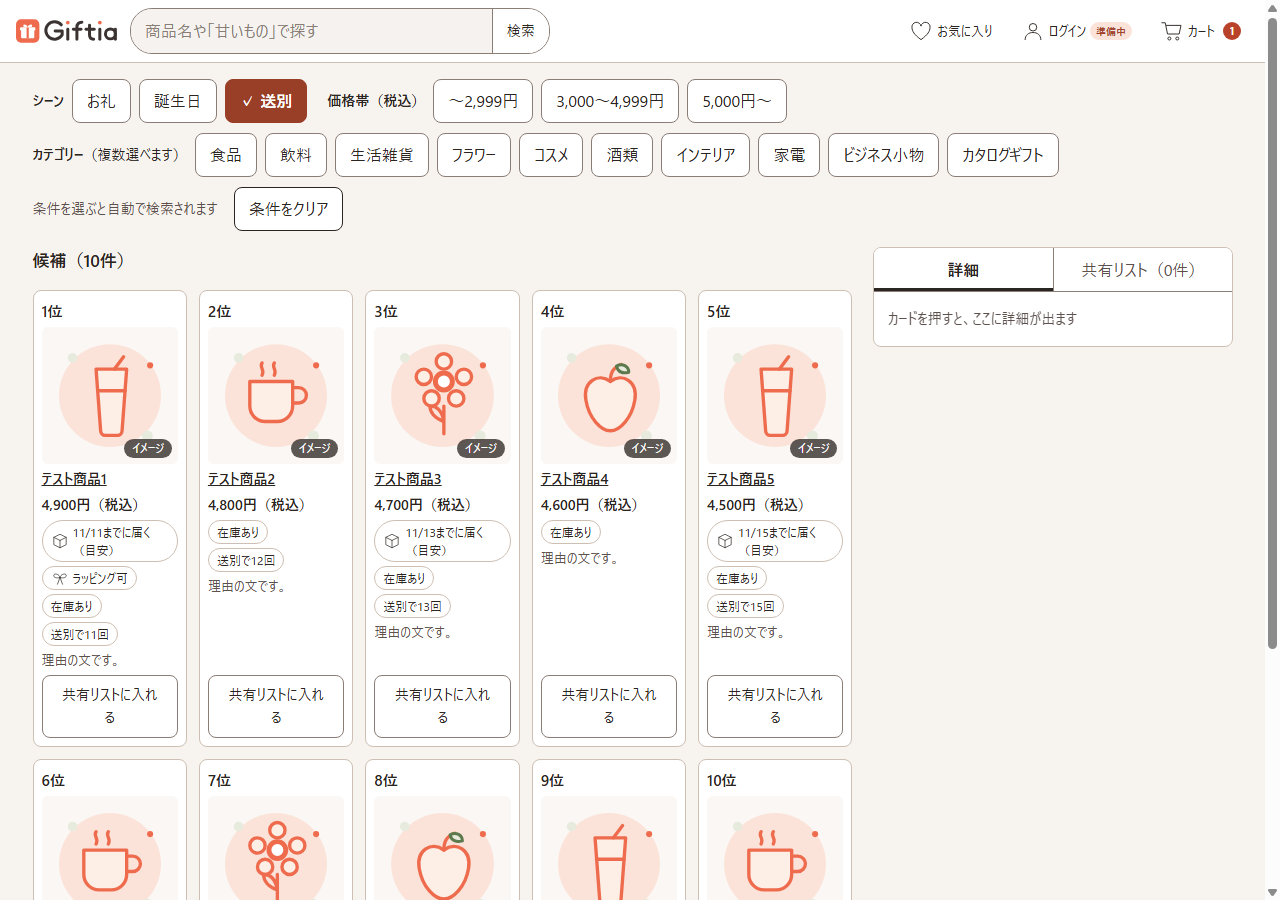 Giftia 商品名や「甘いもの」で探す 検索 お気に入り ログイン 準備中 カート 1
シーン お礼 誕生日 ✓ 送別 価格帯（税込） 〜2,999円 3,000〜4,999円 5,000円〜
カテゴリー（複数選べます） 食品 飲料 生活雑貨 フラワー コスメ 酒類 インテリア 家電 ビジネス小物 カタログギフト
条件を選ぶと自動で検索されます 条件をクリア
候補（10件）
詳細 共有リスト（0件）
カードを押すと、ここに詳細が出ます
1位
イメージ
テスト商品1
4,900円（税込）
11/11までに届く
（目安）
ラッピング可
在庫あり
送別で11回
理由の文です。
共有リストに入れ
る
2位
イメージ
テスト商品2
4,800円（税込）
在庫あり
送別で12回
理由の文です。
共有リストに入れ
る
3位
イメージ
テスト商品3
4,700円（税込）
11/13までに届く
（目安）
在庫あり
送別で13回
理由の文です。
共有リストに入れ
る
4位
イメージ
テスト商品4
4,600円（税込）
在庫あり
理由の文です。
共有リストに入れ
る
5位
イメージ
テスト商品5
4,500円（税込）
11/15までに届く
（目安）
在庫あり
送別で15回
理由の文です。
共有リストに入れ
る
6位
7位
8位
9位
10位